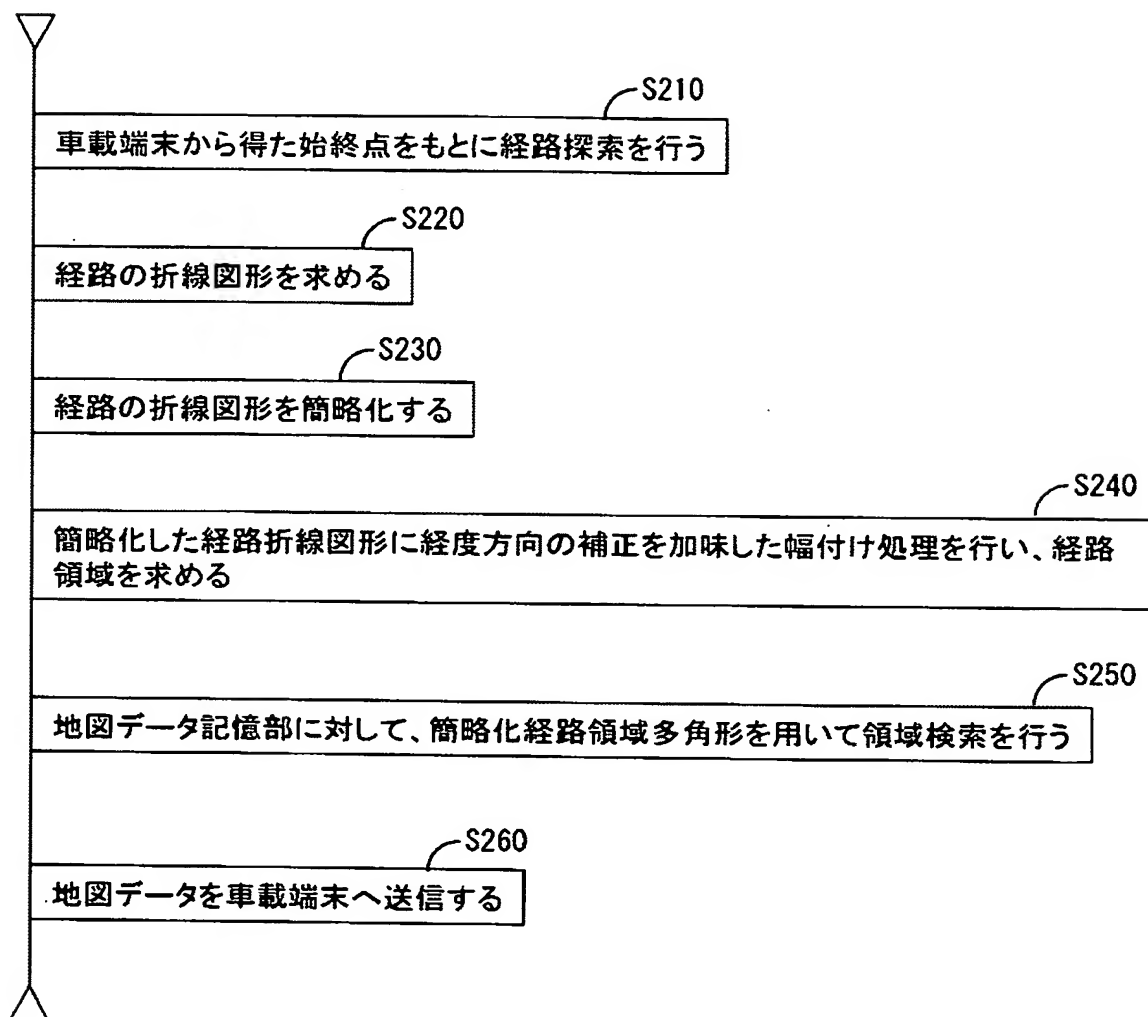 S210
車載端末から得た始終点をもとに経路探索を行う
S220
経路の折線図形を求める
S230
経路の折線図形を簡略化する
S240
簡略化した経路折線図形に経度方向の補正を加味した幅付け処理を行い、経路
領域を求める
S250
地図データ記憶部に対して、簡略化経路領域多角形を用いて領域検索を行う
S260
地図データを車載端末へ送信する